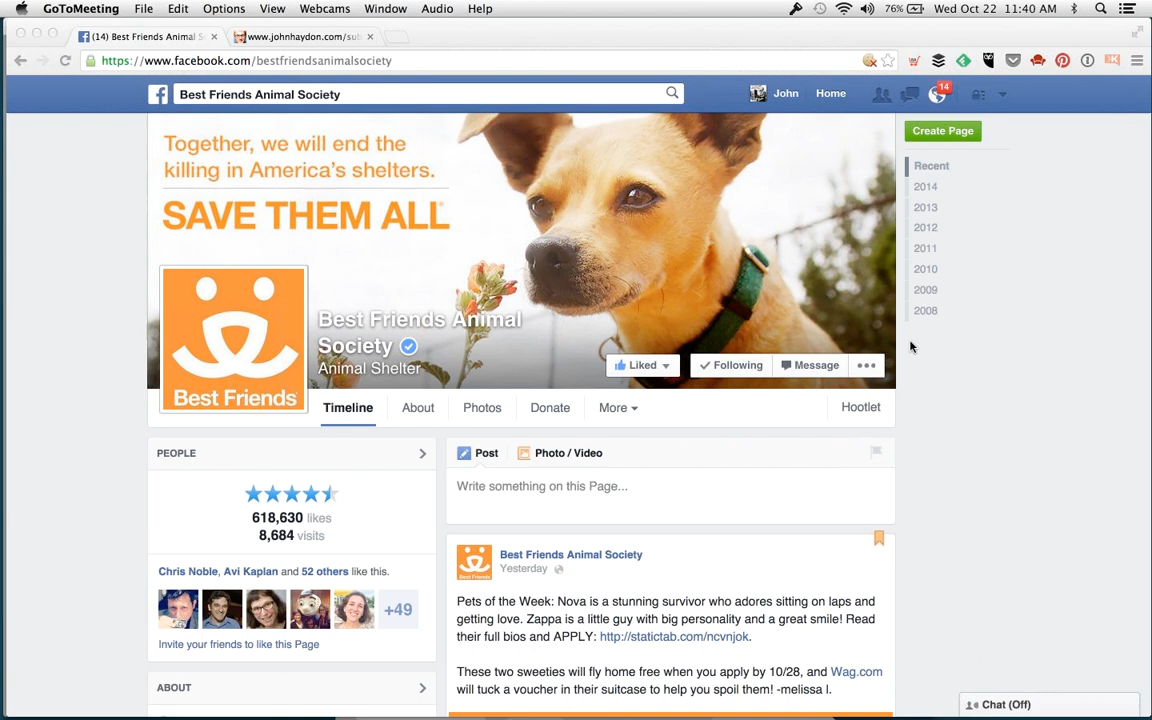 GoToMeeting File Edit Options View Webcams Window Audio Help
76% Wed Oct 22 11:40 AM
(14) Best Friends Animal S
www.johnhaydon.com/sub
https://www.facebook.com/bestfriendsanimalsociety
Best Friends Animal Society
John Home
14
Together, we will end the
killing in America's shelters.
SAVE THEM ALL
Best Friends
Best Friends Animal
Society
Animal Shelter
Liked Following Message
Timeline About Photos Donate More Hootlet
Create Page
Recent
2014
2013
2012
2011
2010
2009
2008
PEOPLE
618,630 likes
8,684 visits
Chris Noble, Avi Kaplan and 52 others like this.
+49
Invite your friends to like this Page
ABOUT
Post Photo / Video
Write something on this Page...
Best Friends
Best Friends Animal Society
Yesterday
Pets of the Week: Nova is a stunning survivor who adores sitting on laps and
getting love. Zappa is a little guy with big personality and a great smile! Read
their full bios and APPLY: http://statictab.com/ncvnjok.
These two sweeties will fly home free when you apply by 10/28, and Wag.com
will tuck a voucher in their suitcase to help you spoil them! -melissa l.
Chat (Off)